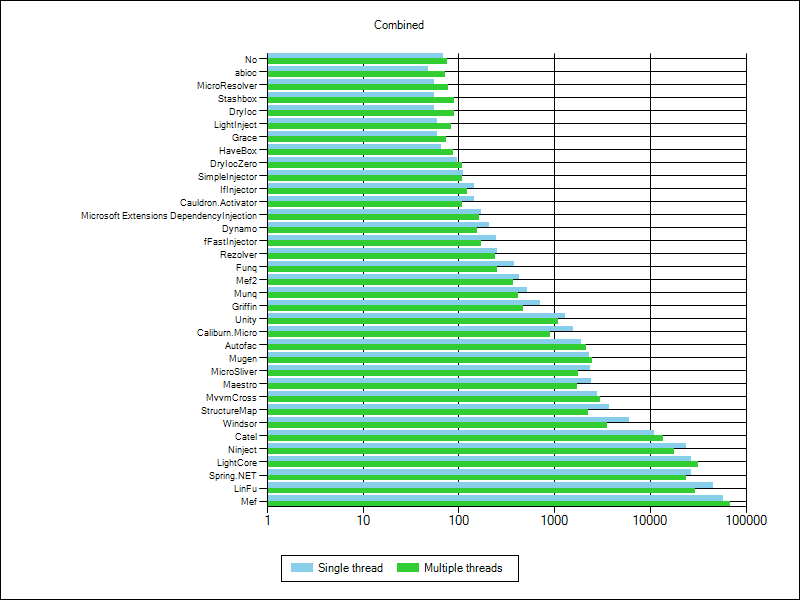 Combined
No
abioc
MicroResolver
Stashbox
DryIoc
LightInject
Grace
HaveBox
DryIocZero
SimpleInjector
IfInjector
Cauldron.Activator
Microsoft Extensions DependencyInjection
Dynamo
fFastInjector
Rezolver
Funq
Mef2
Munq
Griffin
Unity
Caliburn.Micro
Autofac
Mugen
MicroSliver
Maestro
MvvmCross
StructureMap
Windsor
Catel
Ninject
LightCore
Spring.NET
LinFu
Mef
1 10 100 1000 10000 100000
Single thread Multiple threads